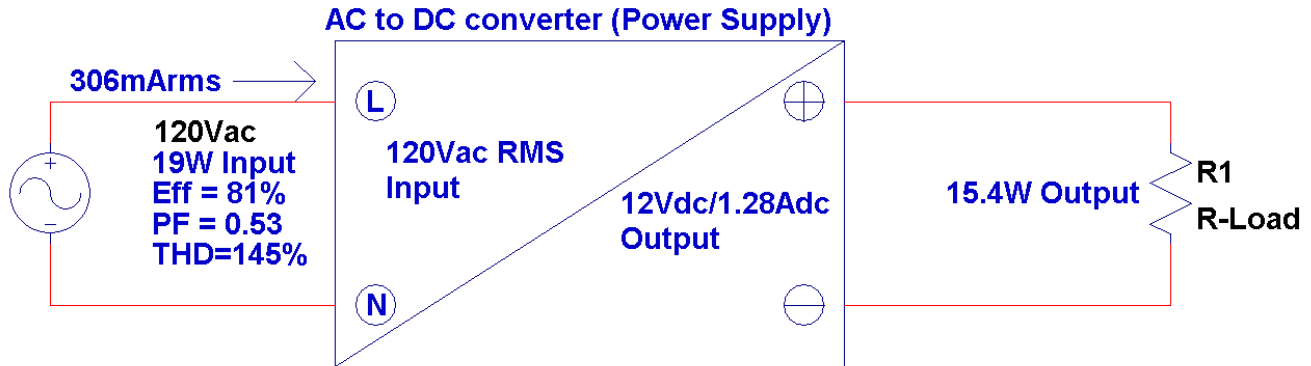 AC to DC converter (Power Supply)
306mArms
L
120Vac
19W Input
Eff = 81%
PF = 0.53
THD=145%
120Vac RMS
Input
12Vdc/1.28Adc
Output
15.4W Output
R1
R-Load
N